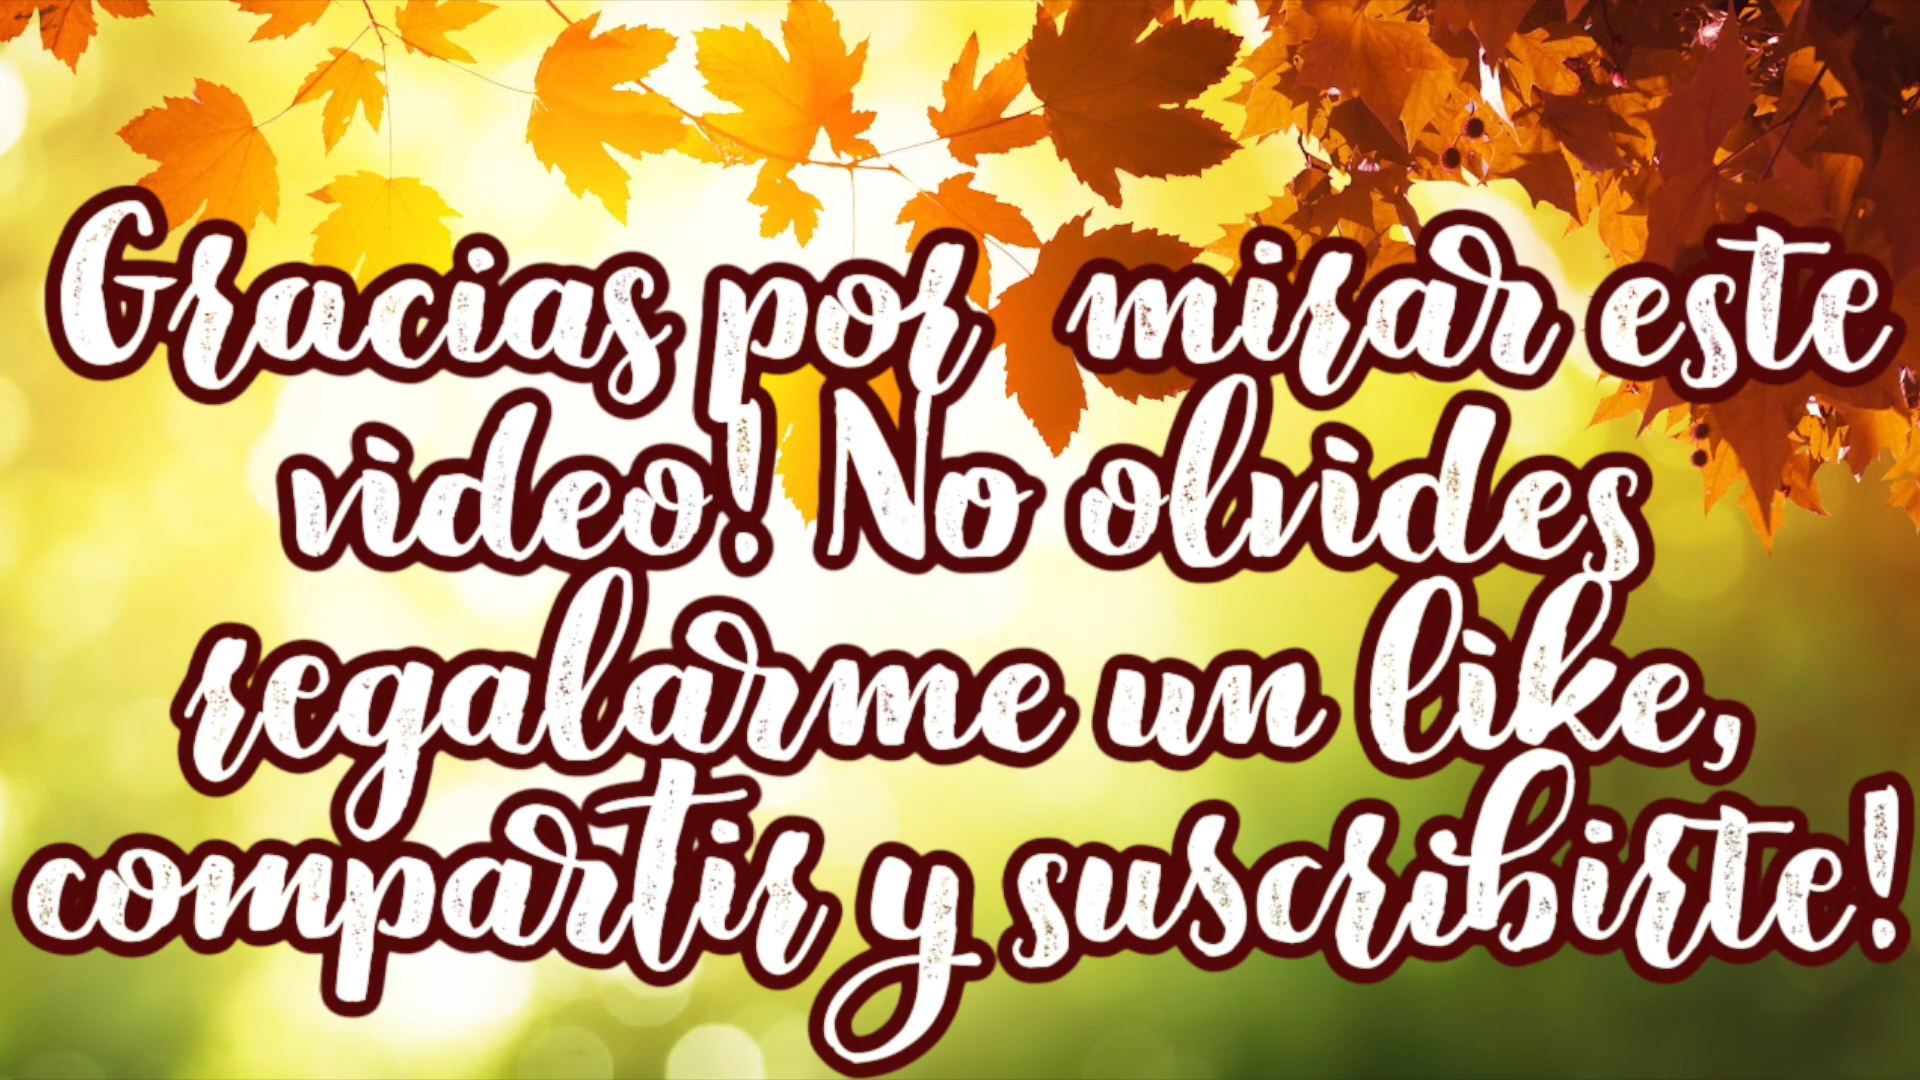 Gracias por mirar este
video! No olvides
regalarme un like,
compartir y suscribirte!